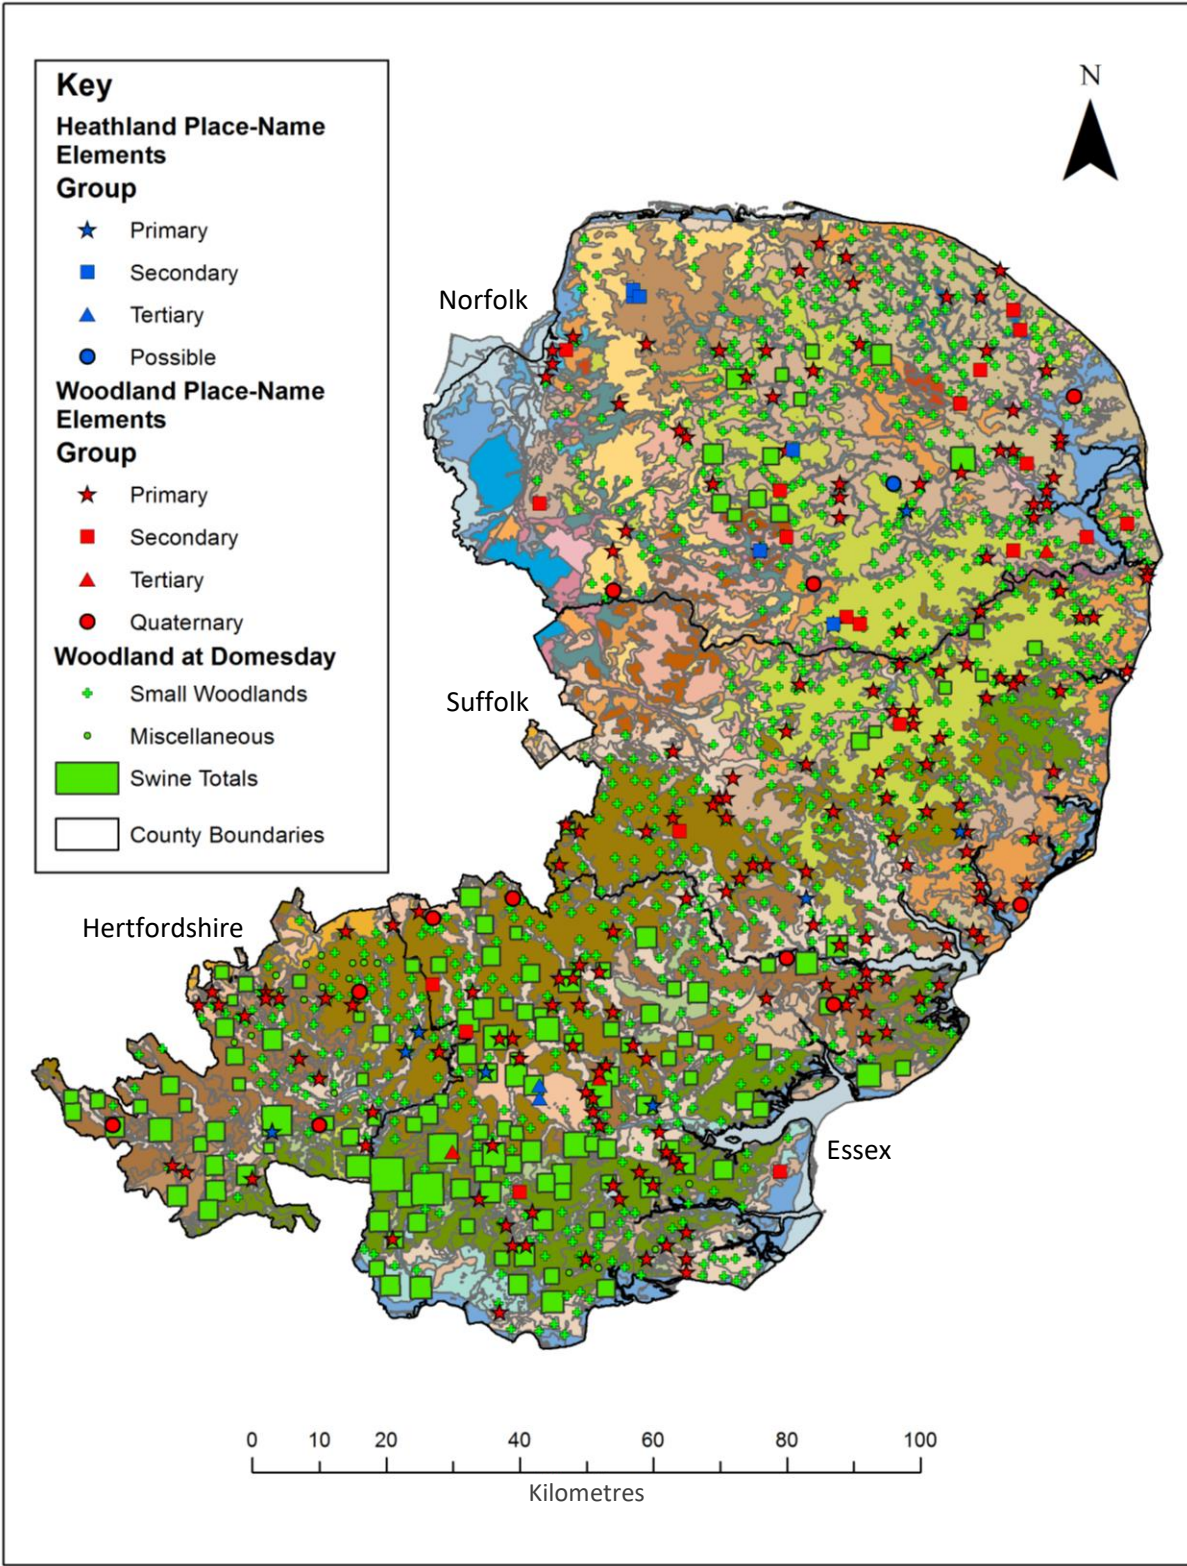 Key
Heathland Place-Name
Elements
Group
Primary
Secondary
Tertiary
Possible
Woodland Place-Name
Elements
Group
Primary
Secondary
Tertiary
Quaternary
Woodland at Domesday
Small Woodlands
Miscellaneous
Swine Totals
County Boundaries
N
Norfolk
Suffolk
Hertfordshire
Essex
0 10 20 40 60 80 100
Kilometres